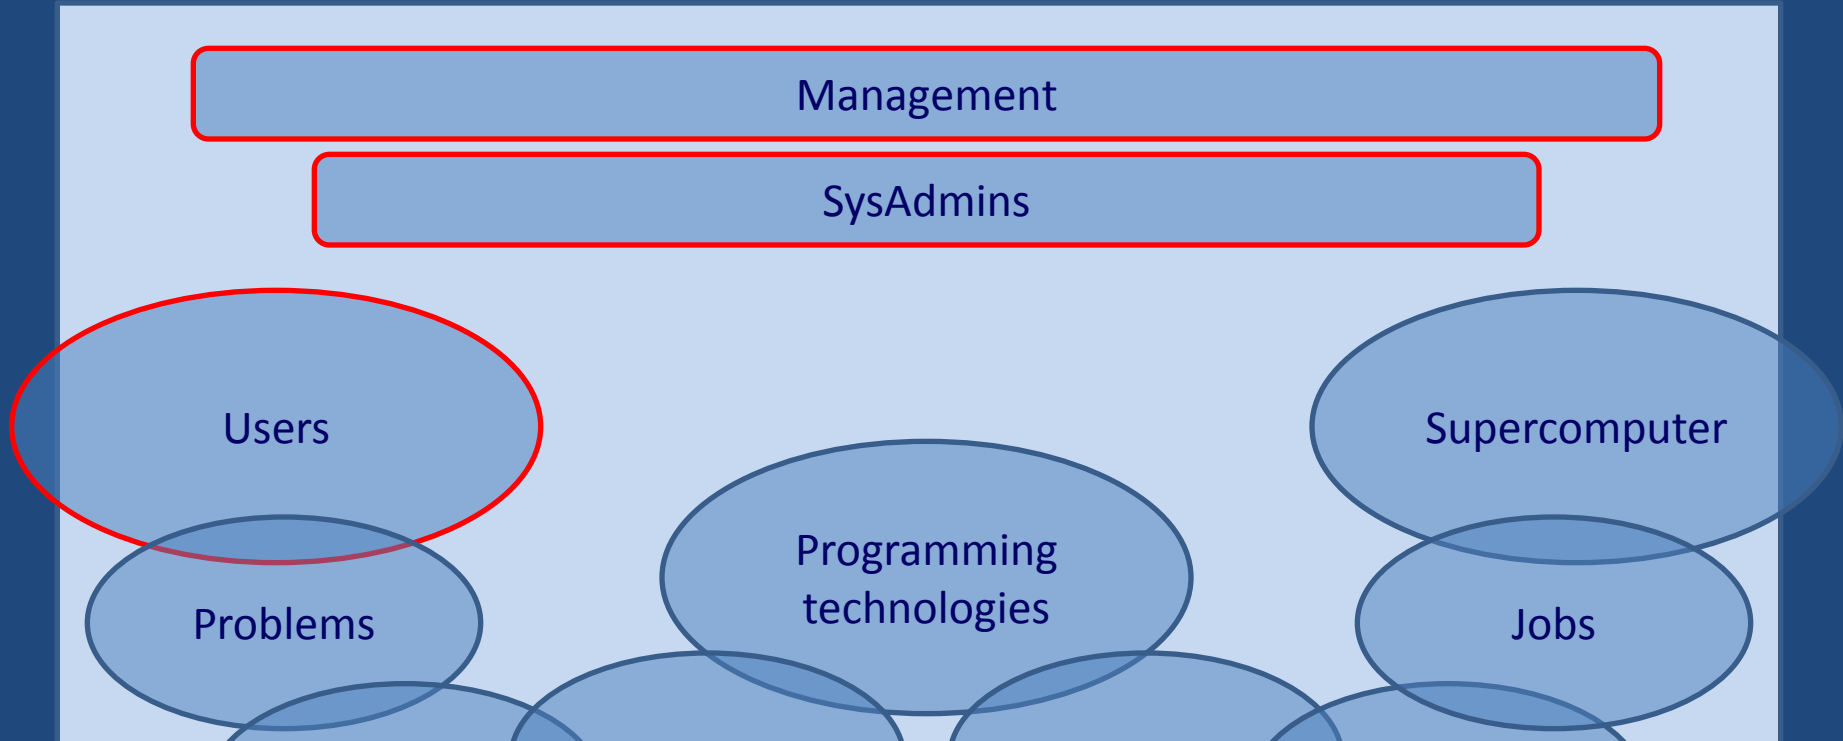 Management
SysAdmins
Users
Supercomputer
Programming
technologies
Problems
Jobs